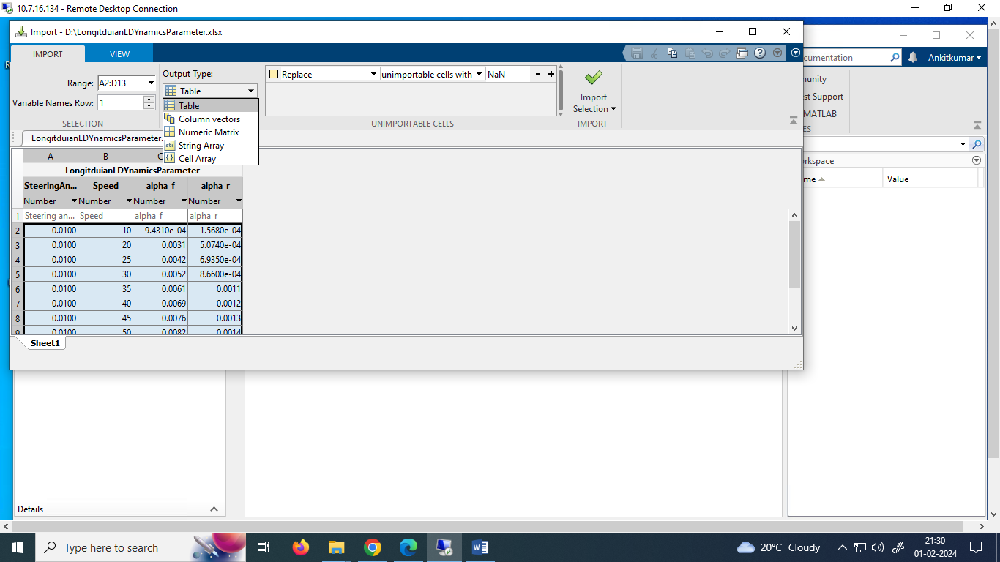 10.7.16.134 - Remote Desktop Connection
Import - D:\LongitduianLDYnamicsParameter.xlsx
IMPORT VIEW
cumentation Ankitkumar
Range: A2:D13
Variable Names Row: 1
SELECTION
Output Type:
Table
Table
Column vectors
Numeric Matrix
str String Array
{} Cell Array
Replace unimportable cells with NaN - +
UNIMPORTABLE CELLS
Import
Selection
IMPORT
unity
est Support
MATLAB
ES
LongitduianLDYnamicsParameter.
A B C
LongitduianLDYnamicsParameter
SteeringAn... Speed alpha_f alpha_r
Number Number Number Number
1 Steering an... Speed alpha_f alpha_r
2 0.0100 10 9.4310e-04 1.5680e-04
3 0.0100 20 0.0031 5.0740e-04
4 0.0100 25 0.0042 6.9350e-04
5 0.0100 30 0.0052 8.6600e-04
6 0.0100 35 0.0061 0.0011
7 0.0100 40 0.0069 0.0012
8 0.0100 45 0.0076 0.0013
9 0.0100 50 0.0082 0.0014
Sheet1
rkspace
me Value
Details
Type here to search
20°C Cloudy
21:30
01-02-2024